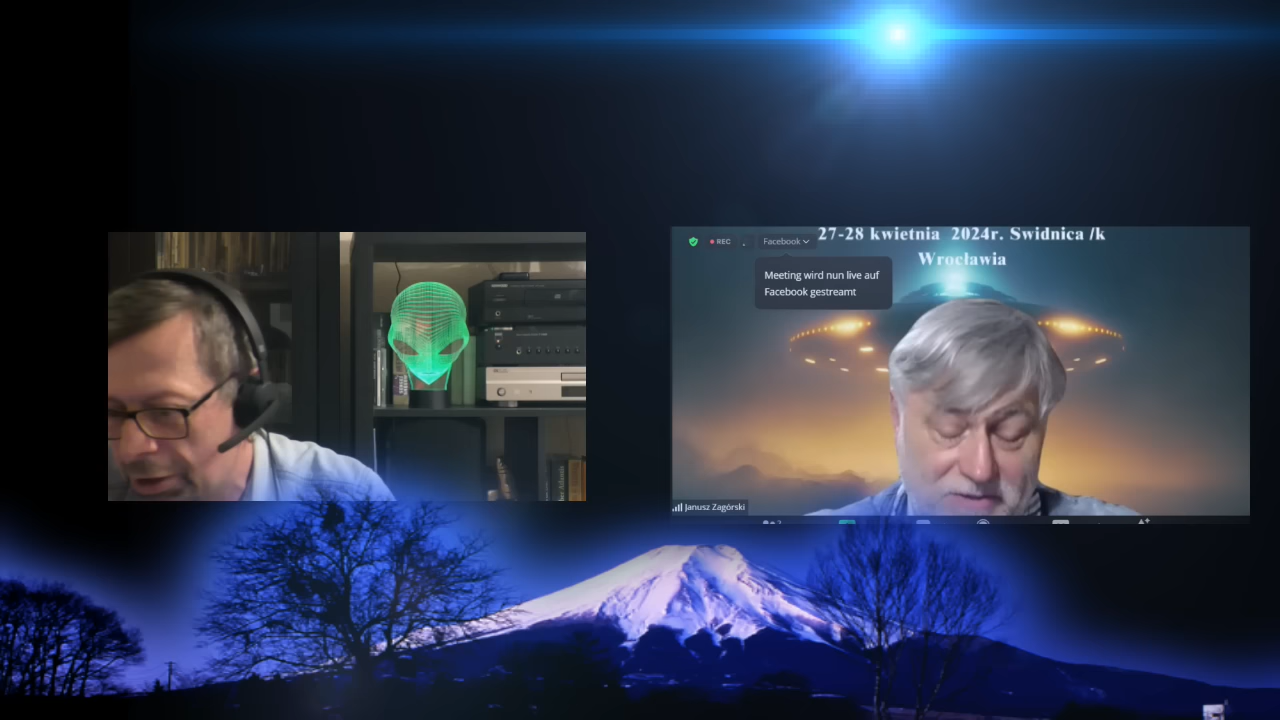 REC
Facebook
27-28 kwietnia 2024r. Swidnica /k
Wrocławia
Meeting wird nun live auf
Facebook gestreamt
Janusz Zagórski